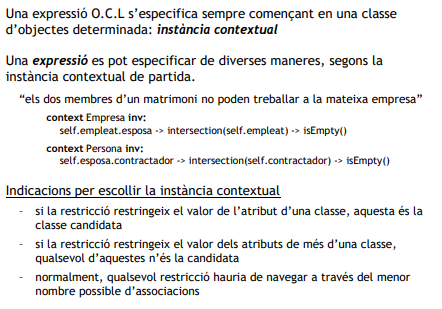 Una expressió O.C.L s'especifica sempre començant en una classe
d'objectes determinada: instància contextual
Una expressió es pot especificar de diverses maneres, segons la
instància contextual de partida.
"els dos membres d'un matrimoni no poden treballar a la mateixa empresa"
context Empresa inv:
self.empleat.esposa -> intersection(self.empleat) -> isEmpty()
context Persona inv:
self.esposa.contractador -> intersection(self.contractador) -> isEmpty()
Indicacions per escollir la instància contextual
- si la restricció restringeix el valor de l'atribut d'una classe, aquesta és la
classe candidata
- si la restricció restringeix el valor dels atributs de més d'una classe,
qualsevol d'aquestes n'és la candidata
- normalment, qualsevol restricció hauria de navegar a través del menor
nombre possible d'associacions